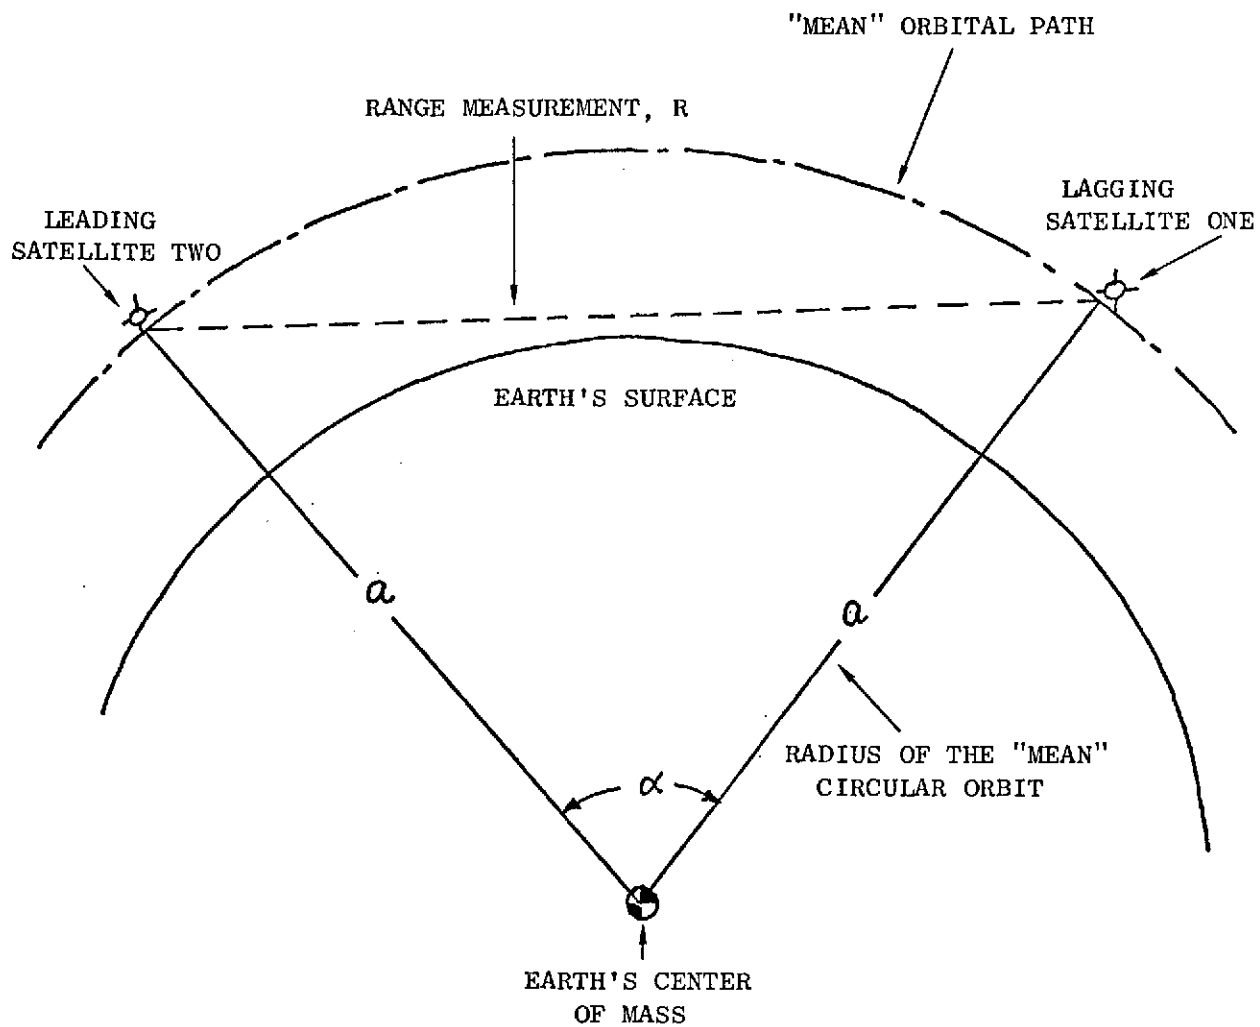 "MEAN" ORBITAL PATH
RANGE MEASUREMENT, R
LAGGING
SATELLITE ONE
LEADING
SATELLITE TWO
EARTH'S SURFACE
a
a
RADIUS OF THE "MEAN"
CIRCULAR ORBIT
α
EARTH'S CENTER
OF MASS